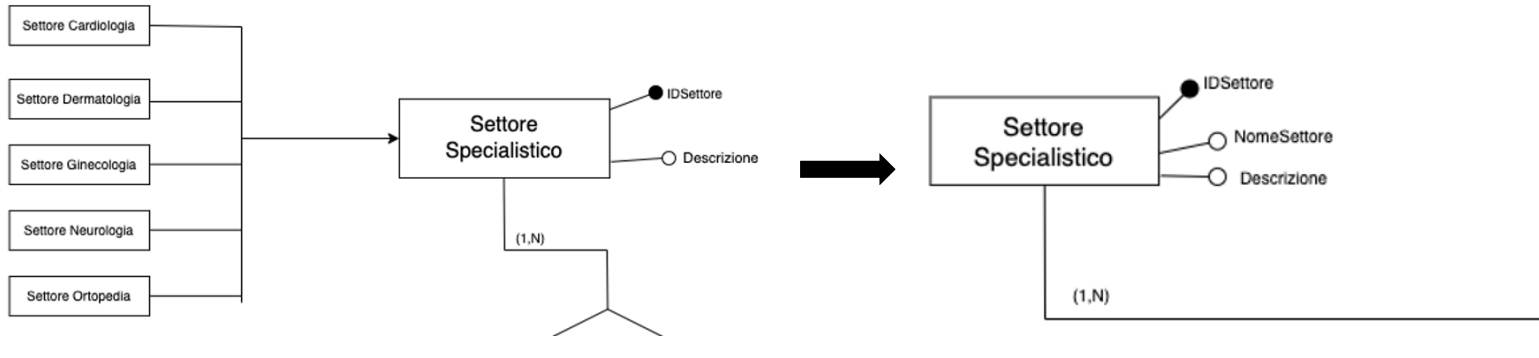 Settore Cardiologia
Settore Dermatologia
Settore Ginecologia
Settore Neurologia
Settore Ortopedia
Settore
Specialistico
IDSettore
Descrizione
(1,N)
Settore
Specialistico
IDSettore
NomeSettore
Descrizione
(1,N)